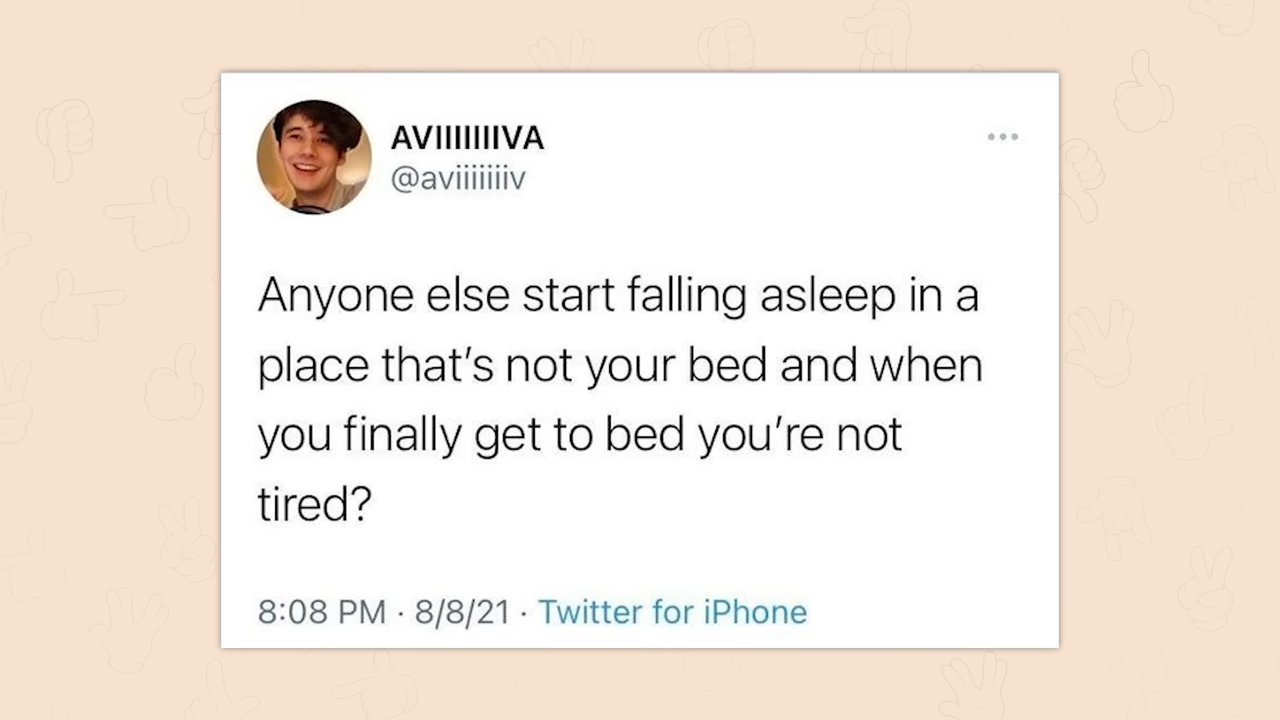 AVIIIIIIIVA
@aviiiiiiiv
Anyone else start falling asleep in a
place that’s not your bed and when
you finally get to bed you’re not
tired?
8:08 PM · 8/8/21 · Twitter for iPhone